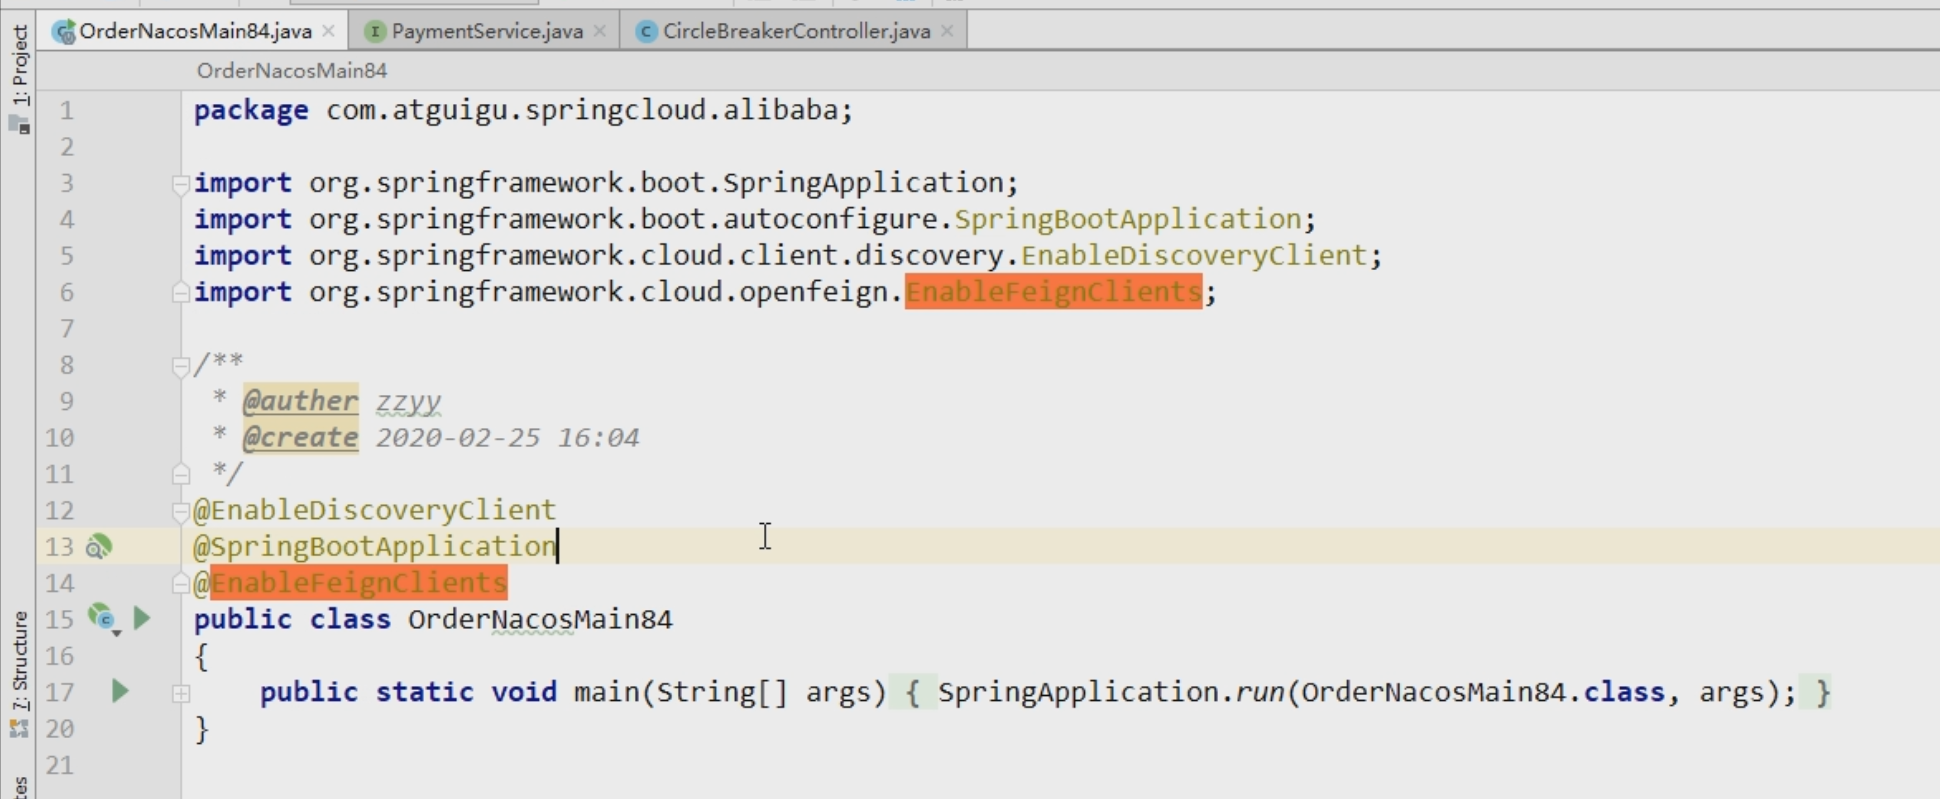 OrderNacosMain84.java PaymentService.java CircleBreakerController.java
1: Project
OrderNacosMain84
1 package com.atguigu.springcloud.alibaba;
2
3 import org.springframework.boot.SpringApplication;
4 import org.springframework.boot.autoconfigure.SpringBootApplication;
5 import org.springframework.cloud.client.discovery.EnableDiscoveryClient;
6 import org.springframework.cloud.openfeign.EnableFeignClients;
7
8 /**
9 * @auther zzyy
10 * @create 2020-02-25 16:04
11 */
12 @EnableDiscoveryClient
13 @SpringBootApplication
14 @EnableFeignClients
15 public class OrderNacosMain84
16 {
17 public static void main(String[] args) { SpringApplication.run(OrderNacosMain84.class, args); }
20 }
21
7: Structure